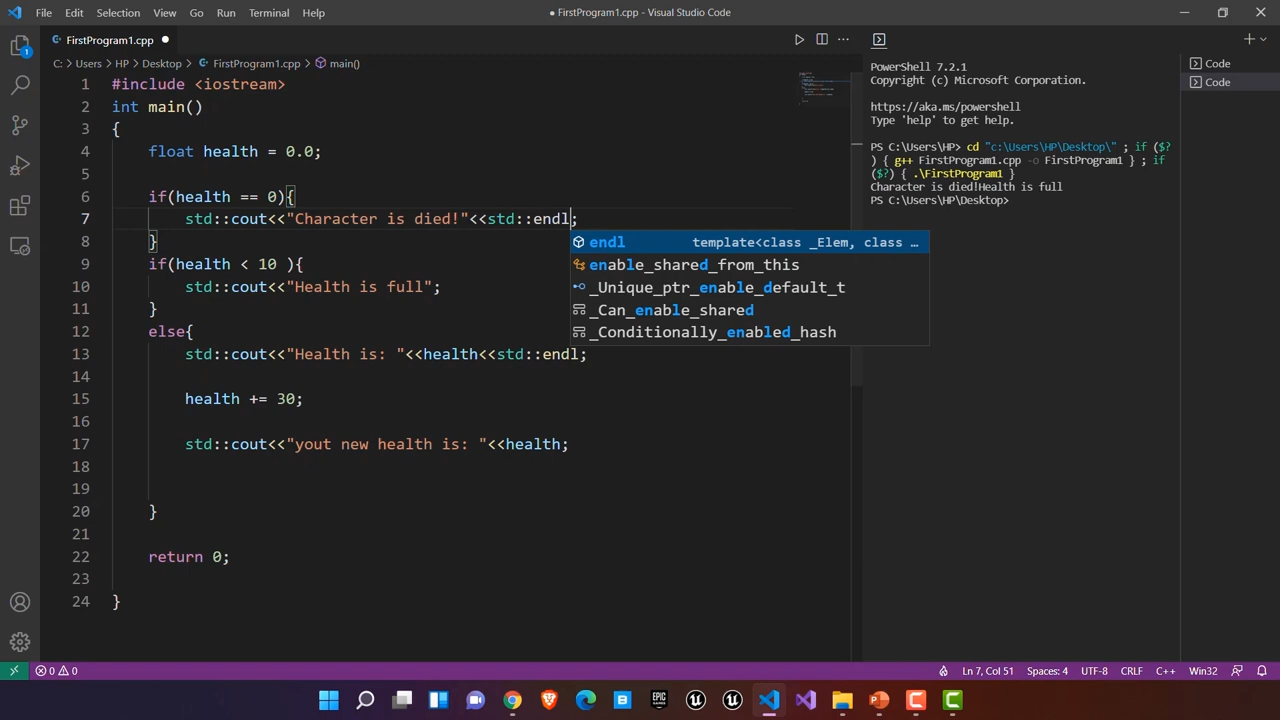 File Edit Selection View Go Run Terminal Help
● FirstProgram1.cpp - Visual Studio Code
FirstProgram1.cpp ●
C: > Users > HP > Desktop > FirstProgram1.cpp > main()
1 #include <iostream>
2 int main()
3 {
4 float health = 0.0;
5
6 if(health == 0){
7 std::cout<<"Character is died!"<<std::endl;
8 }
9 if(health < 10 ){
10 std::cout<<"Health is full";
11 }
12 else{
13 std::cout<<"Health is: "<<health<<std::endl;
14
15 health += 30;
16
17 std::cout<<"yout new health is: "<<health;
18
19
20 }
21
22 return 0;
23
24 }
endl template<class _Elem, class …
enable_shared_from_this
_Unique_ptr_enable_default_t
_Can_enable_shared
_Conditionally_enabled_hash
PowerShell 7.2.1
Copyright (c) Microsoft Corporation.
https://aka.ms/powershell
Type 'help' to get help.
PS C:\Users\HP> cd "c:\Users\HP\Desktop\" ; if ($?
) { g++ FirstProgram1.cpp -o FirstProgram1 } ; if
($?) { .\FirstProgram1 }
Character is died!Health is full
PS C:\Users\HP\Desktop>
Code
Code
1
0 0
Ln 7, Col 51 Spaces: 4 UTF-8 CRLF C++ Win32
B
EPIC GAMES